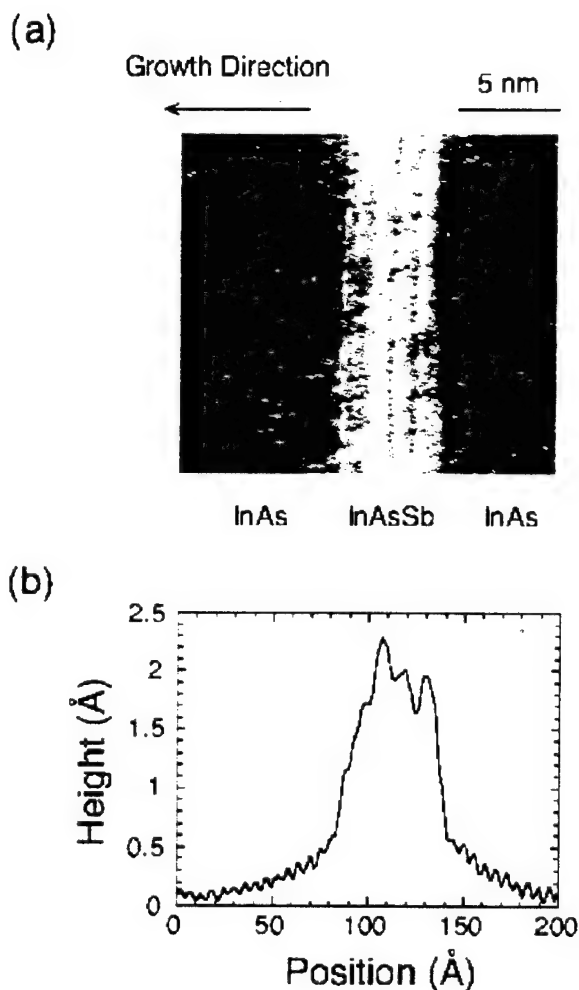 (a)
Growth Direction
5 nm
InAs InAsSb InAs
(b)
2.5
2
1.5
1
0.5
0
Height (Å)
0 50 100 150 200
Position (Å)